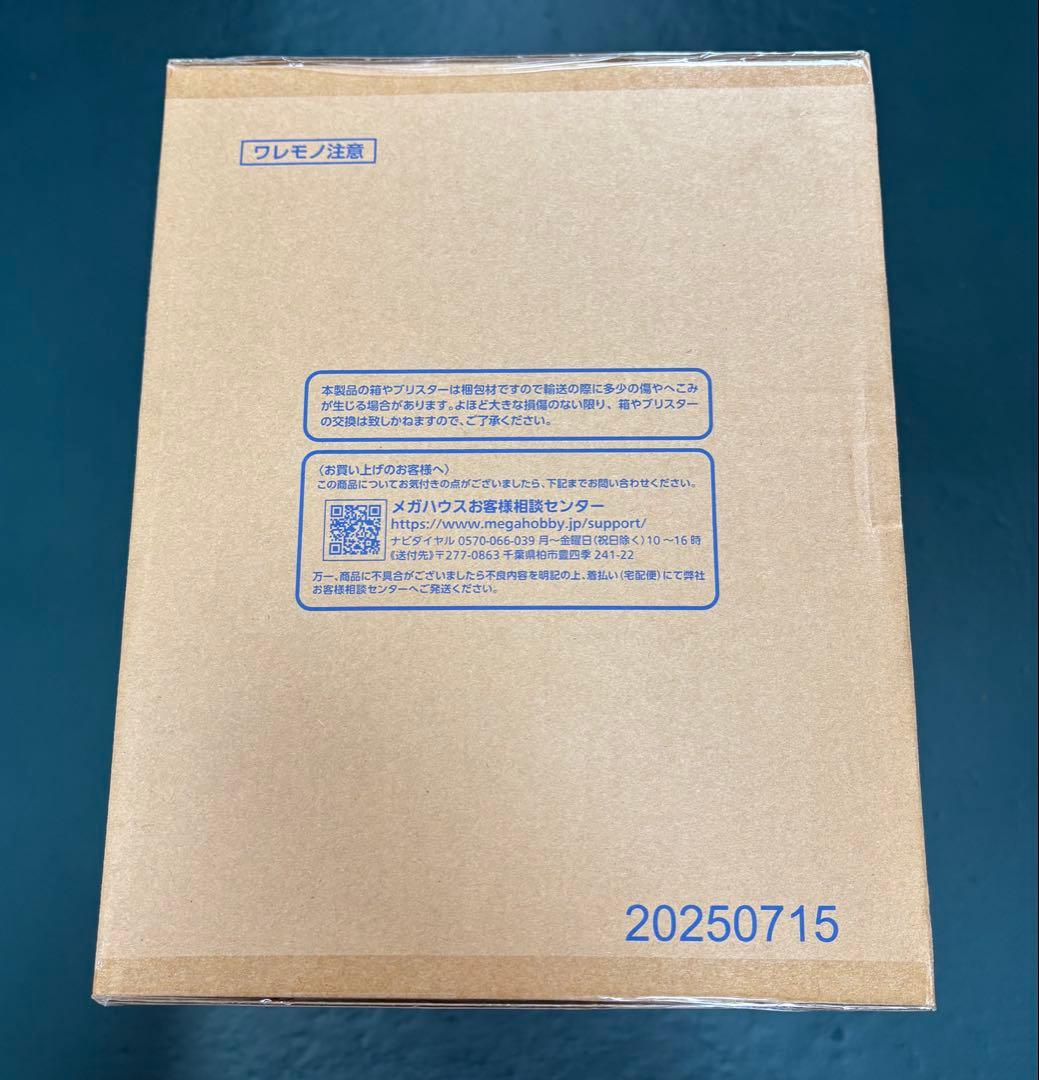 ワレモノ注意
本製品の箱やブリスターは梱包材ですので輸送の際に多少の傷やへこみ
が生じる場合があります。よほど大きな損傷のない限り、箱やブリスター
の交換は致しかねますので、ご了承ください。
〈お買い上げのお客様へ〉
この商品についてお気付きの点がございましたら、下記までお問い合わせください。
メガハウスお客様相談センター
https://www.megahobby.jp/support/
ナビダイヤル 0570-066-039 月〜金曜日(祝日除く)10 〜16 時
《送付先》〒277-0863 千葉県柏市豊四季 241-22
万一、商品に不具合がございましたら不良内容を明記の上、着払い(宅配便)にて弊社
お客様相談センターへご発送ください。
20250715